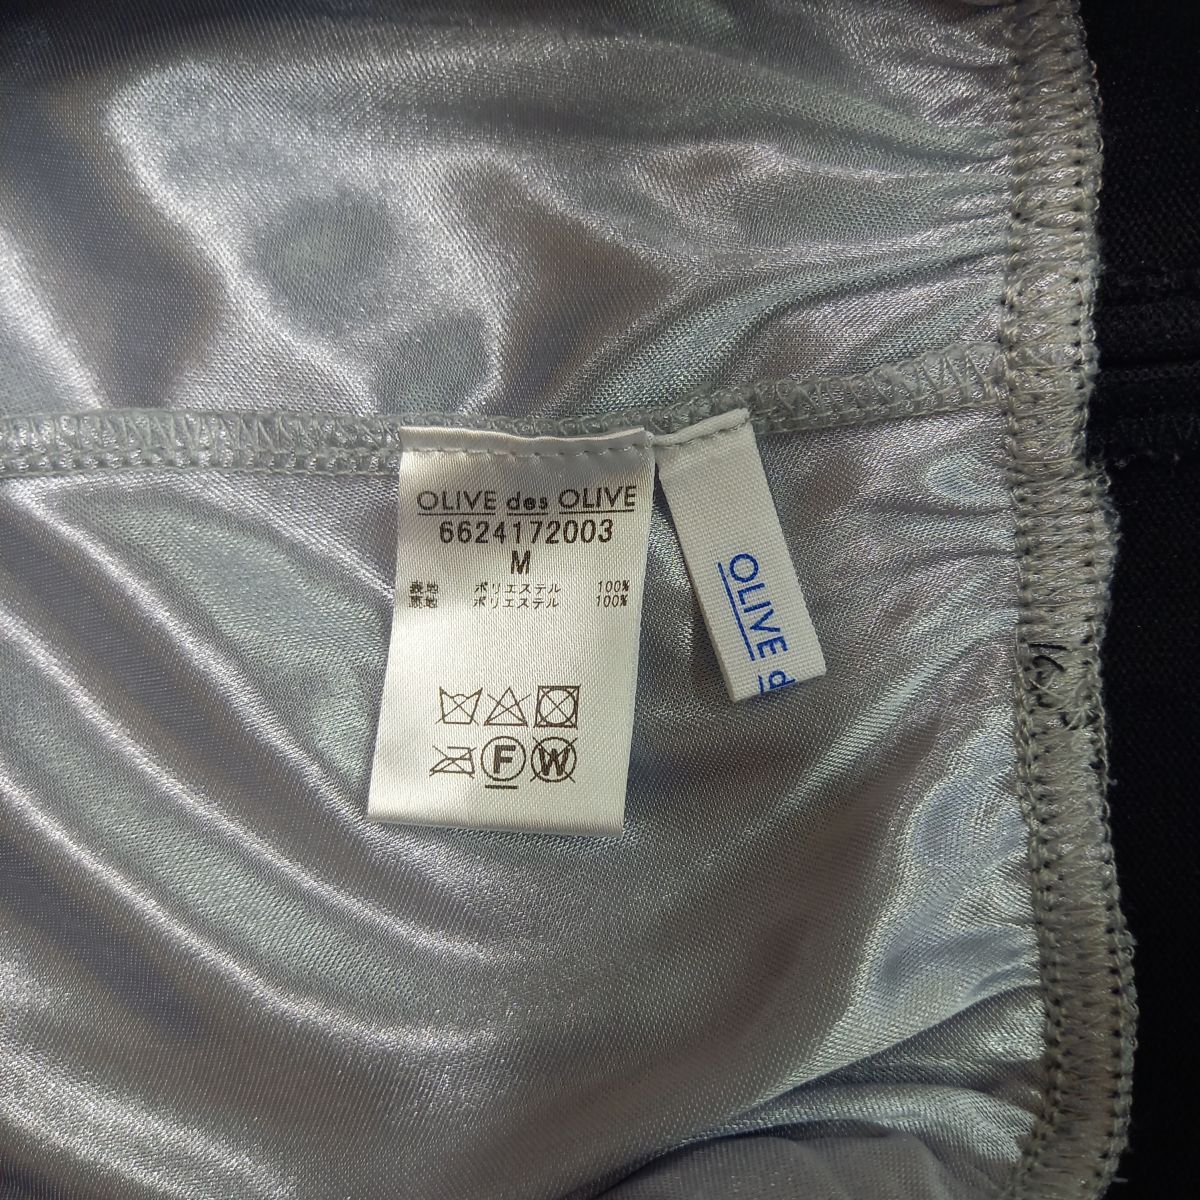 OLIVE des OLIVE
6624172003
M
表地 ポリエステル 100%
裏地 ポリエステル 100%
F W
OLIVE d